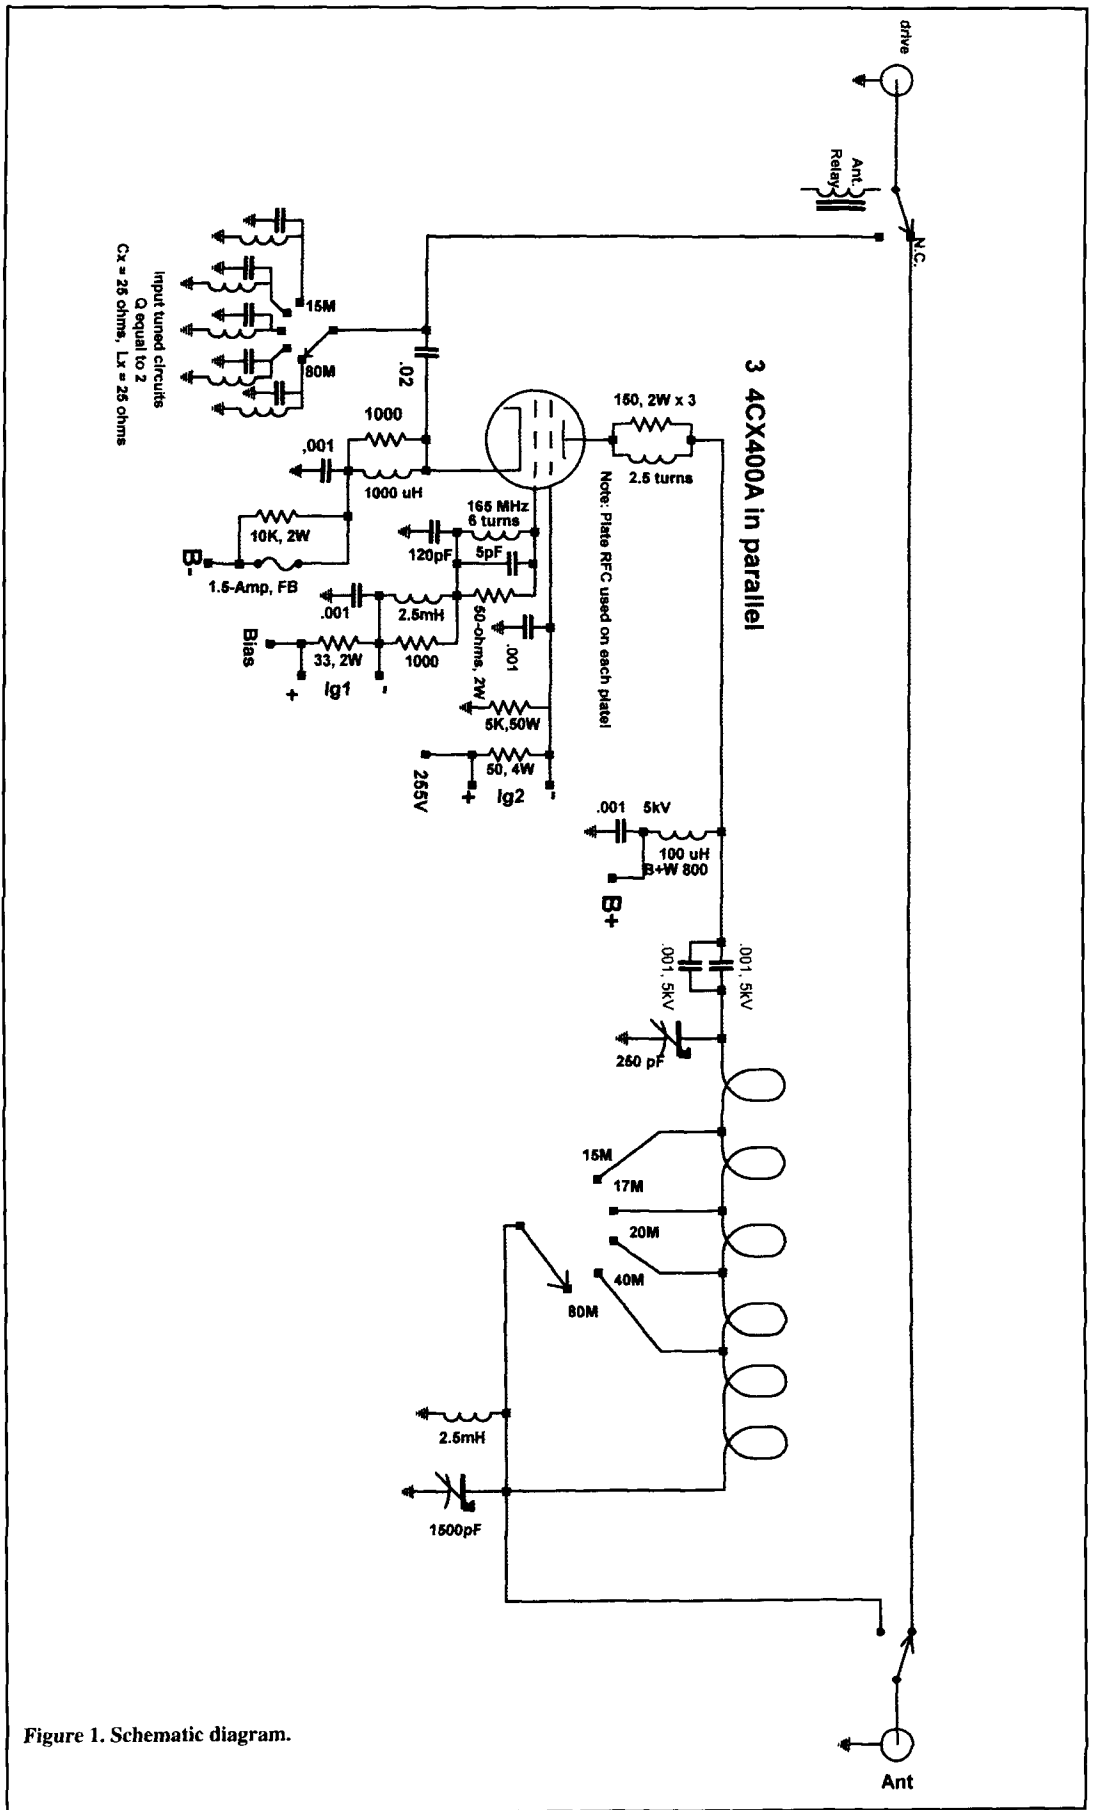 drive
Ant.
Relay
N.C.
3 4CX400A in parallel
150, 2W x 3
2.5 turns
Note: Plate RFC used on each plate!
15M
80M
Input tuned circuits
Q equal to 2
Cx = 25 ohms, Lx = 25 ohms
.02
1000
.001
1000 uH
10K, 2W
B-
1.5-Amp, FB
165 MHz
6 turns
120pF
5pF
.001
2.5mH
50-ohms, 2W
.001
Bias
33, 2W
1000
+
Ig1
-
5K,50W
50, 4W
255V
+
Ig2
-
.001
5kV
100 uH
B+W 800
B+
.001, 5kV
.001, 5kV
250 pF
15M
17M
20M
40M
80M
2.5mH
1500pF
Ant
Figure 1. Schematic diagram.